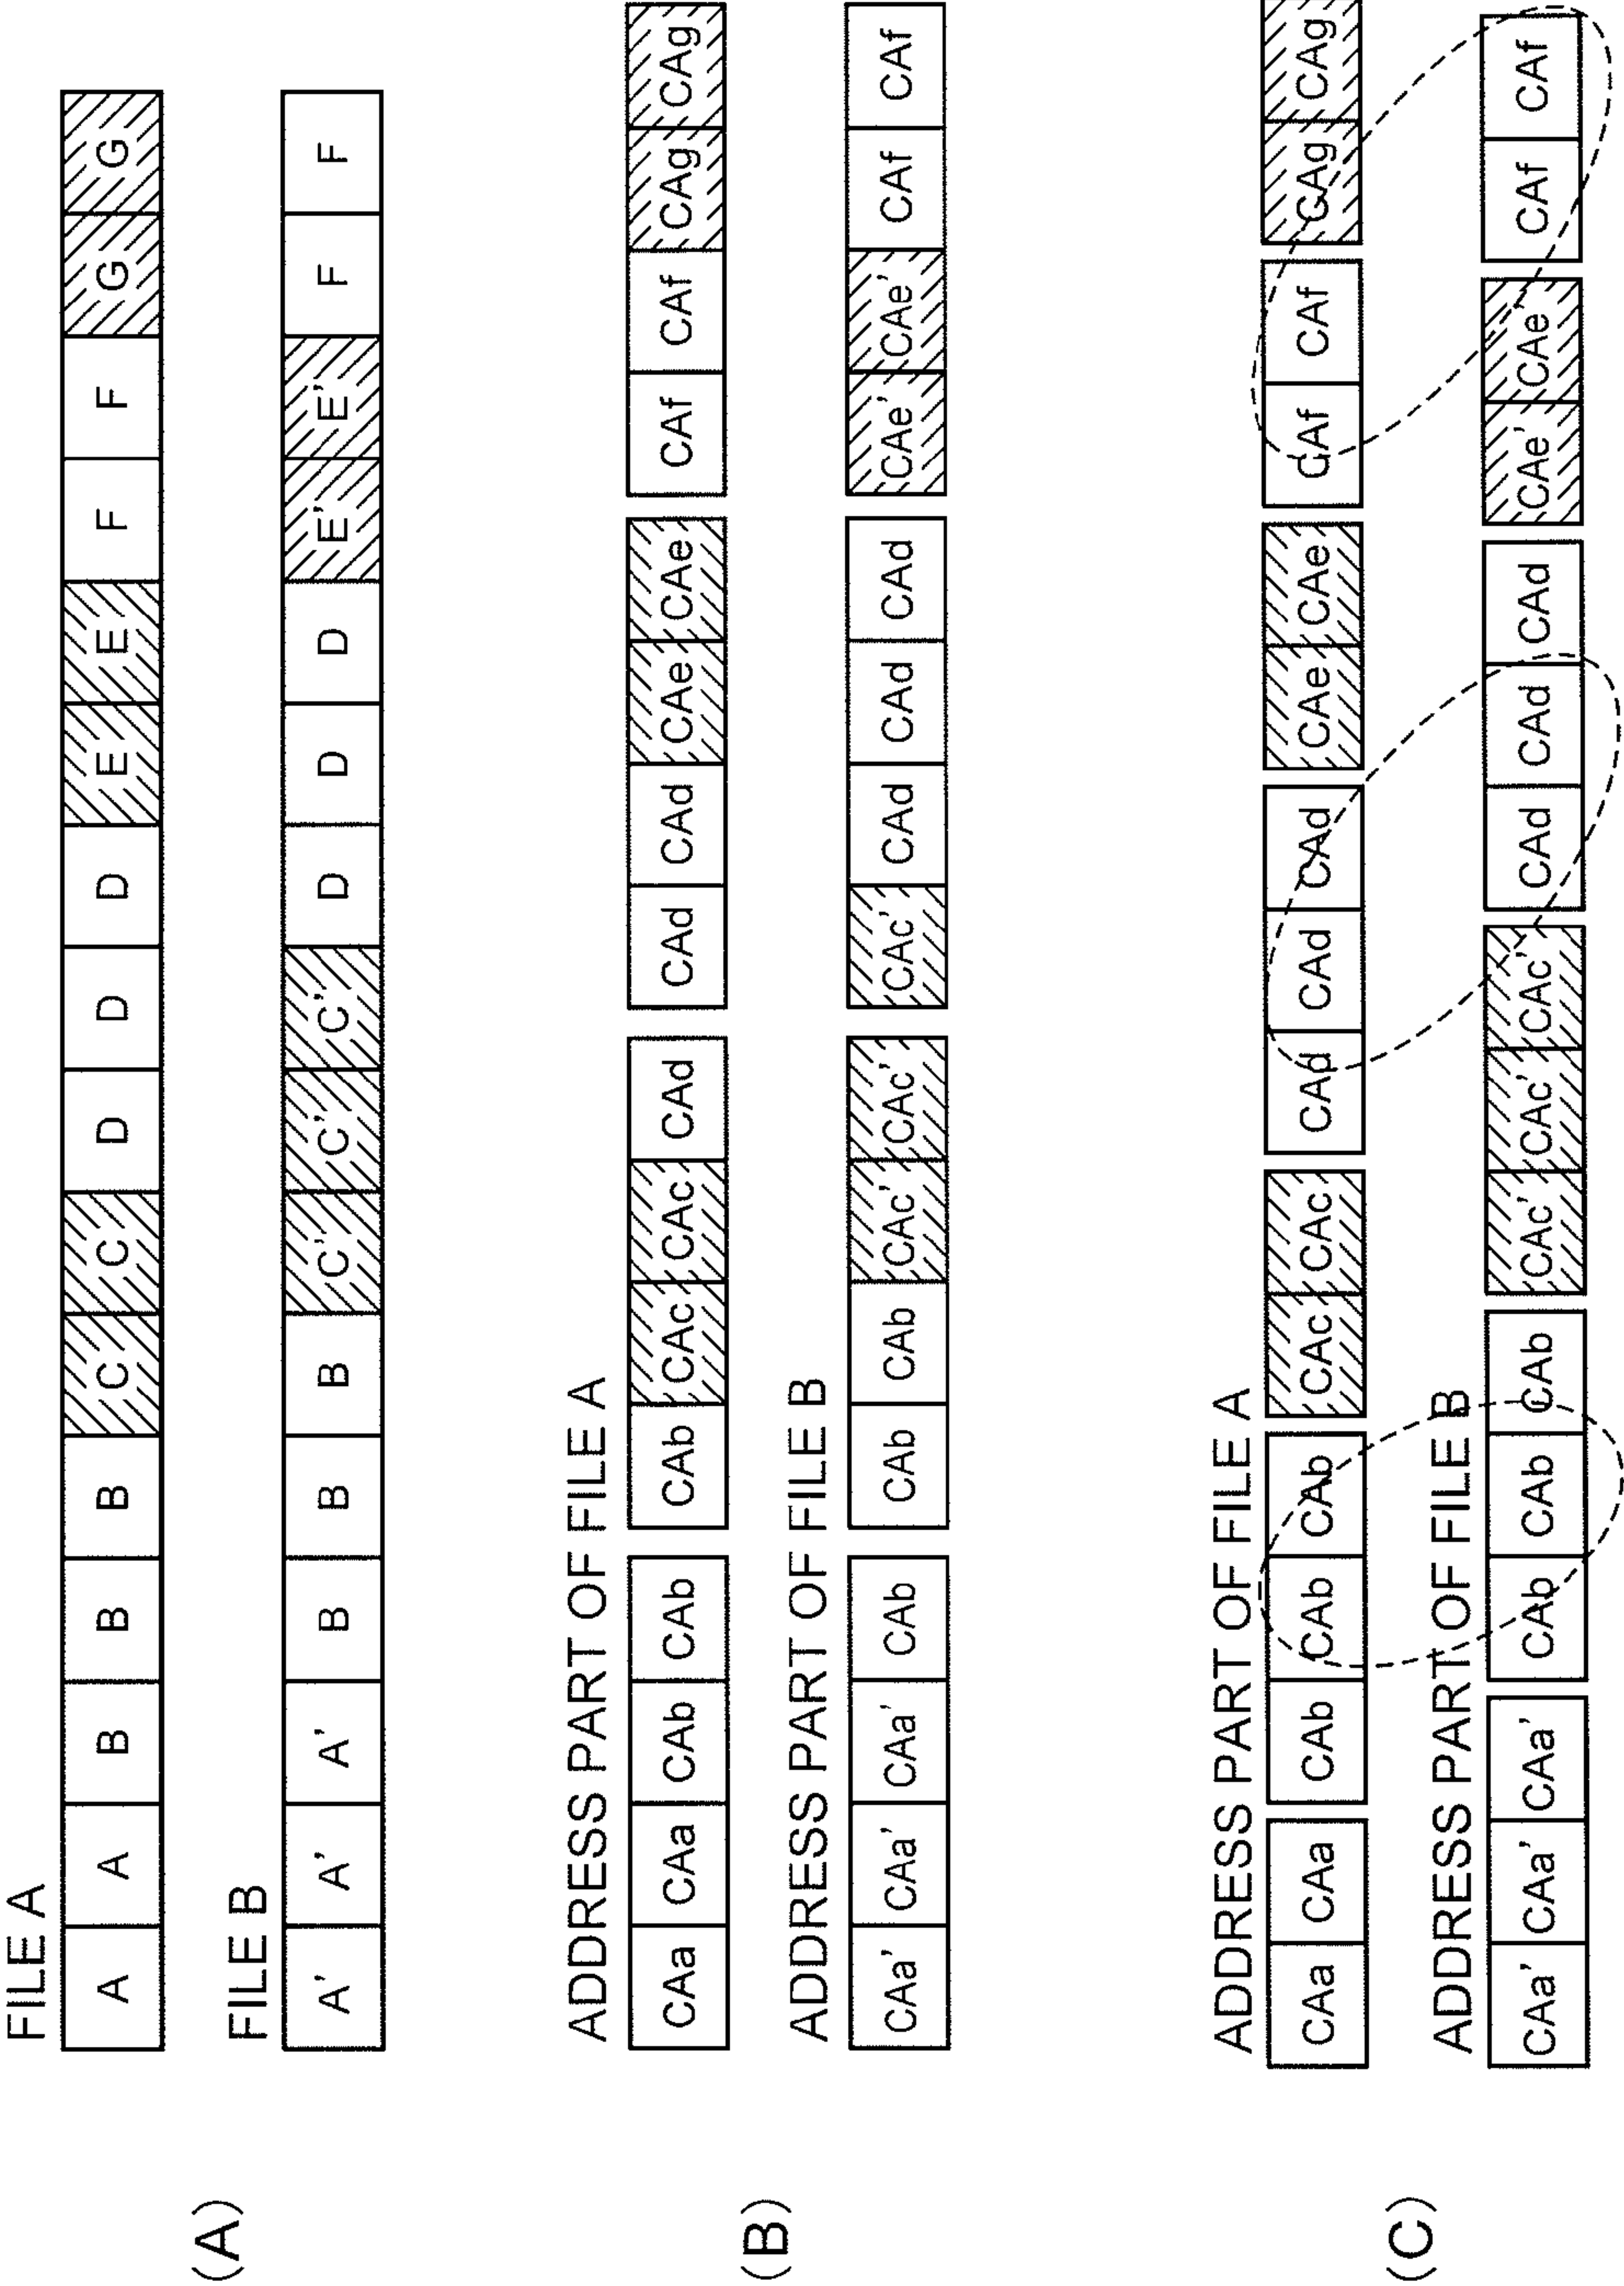 (A)
FILE A
A A B B B C C D D D E E F F G G
FILE B
A' A' A' B B B C' C' C' D D D E' E' F F
(B)
ADDRESS PART OF FILE A
CAa CAa CAb CAb CAb CAc CAc CAd CAd CAd CAe CAe CAf CAf CAg CAg
ADDRESS PART OF FILE B
CAa' CAa' CAa' CAb CAb CAb CAc' CAc' CAc' CAd CAd CAd CAe' CAe' CAf CAf
(C)
ADDRESS PART OF FILE A
CAa CAa CAb CAb CAb CAc CAc CAd CAd CAd CAe CAe CAf CAf CAg CAg
ADDRESS PART OF FILE B
CAa' CAa' CAa' CAb CAb CAb CAc' CAc' CAc' CAd CAd CAd CAe' CAe CAf CAf